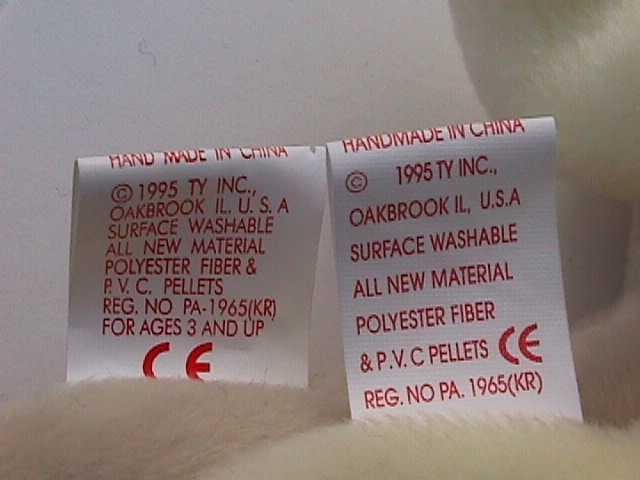 HAND MADE IN CHINA
© 1995 TY INC.,
OAKBROOK IL. U. S. A
SURFACE WASHABLE
ALL NEW MATERIAL
POLYESTER FIBER &
P. V. C. PELLETS
REG. NO PA-1965(KR)
FOR AGES 3 AND UP
CE
HANDMADE IN CHINA
© 1995 TY INC.,
OAKBROOK IL, U.S.A
SURFACE WASHABLE
ALL NEW MATERIAL
POLYESTER FIBER
& P.V.C PELLETS CE
REG. NO PA. 1965(KR)